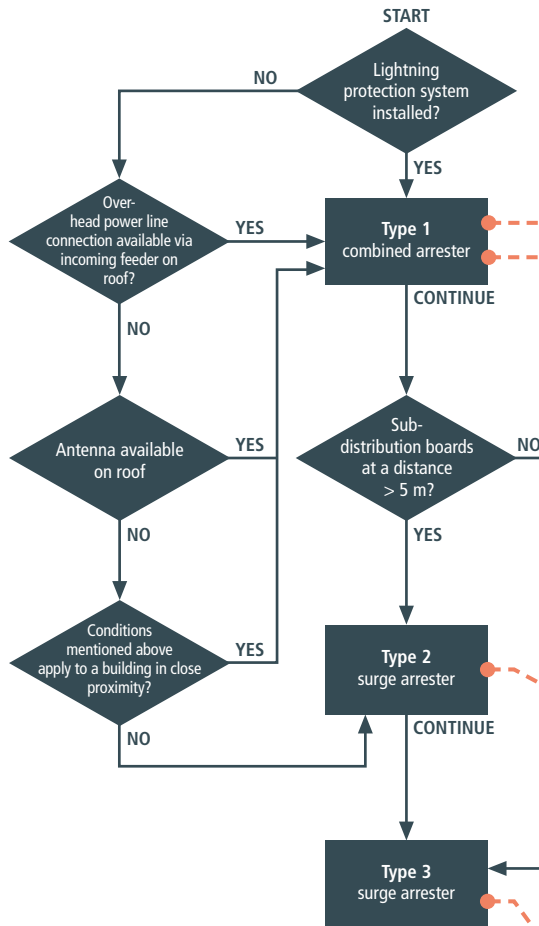 START
Lightning
protection system
installed?
NO
YES
Over-
head power line
connection available via
incoming feeder on
roof?
YES
Type 1
combined arrester
CONTINUE
NO
Antenna available
on roof
YES
Sub-
distribution boards
at a distance
> 5 m?
NO
NO
YES
Conditions
mentioned above
apply to a building in close
proximity?
YES
Type 2
surge arrester
NO
CONTINUE
Type 3
surge arrester